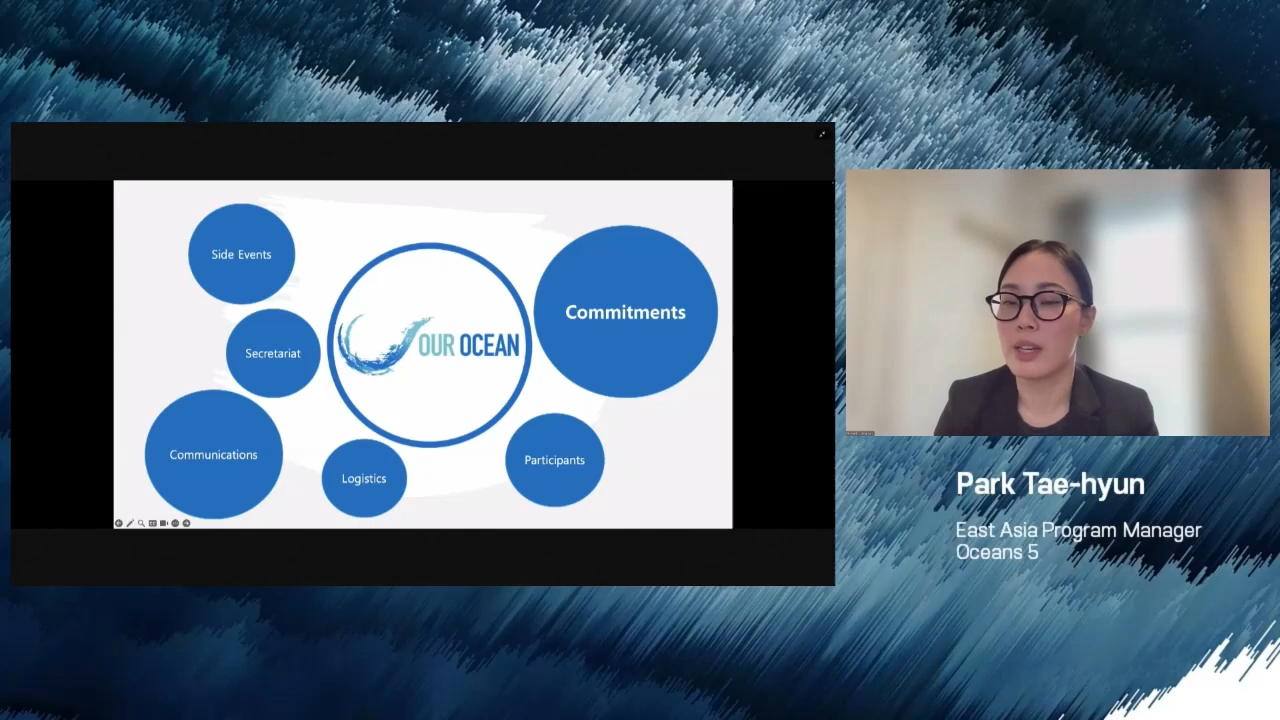 Side Events
Commitments
Secretariat
OUR OCEAN
Communications
Logistics
Participants
Park Tae-hyun
East Asia Program Manager
Oceans 5